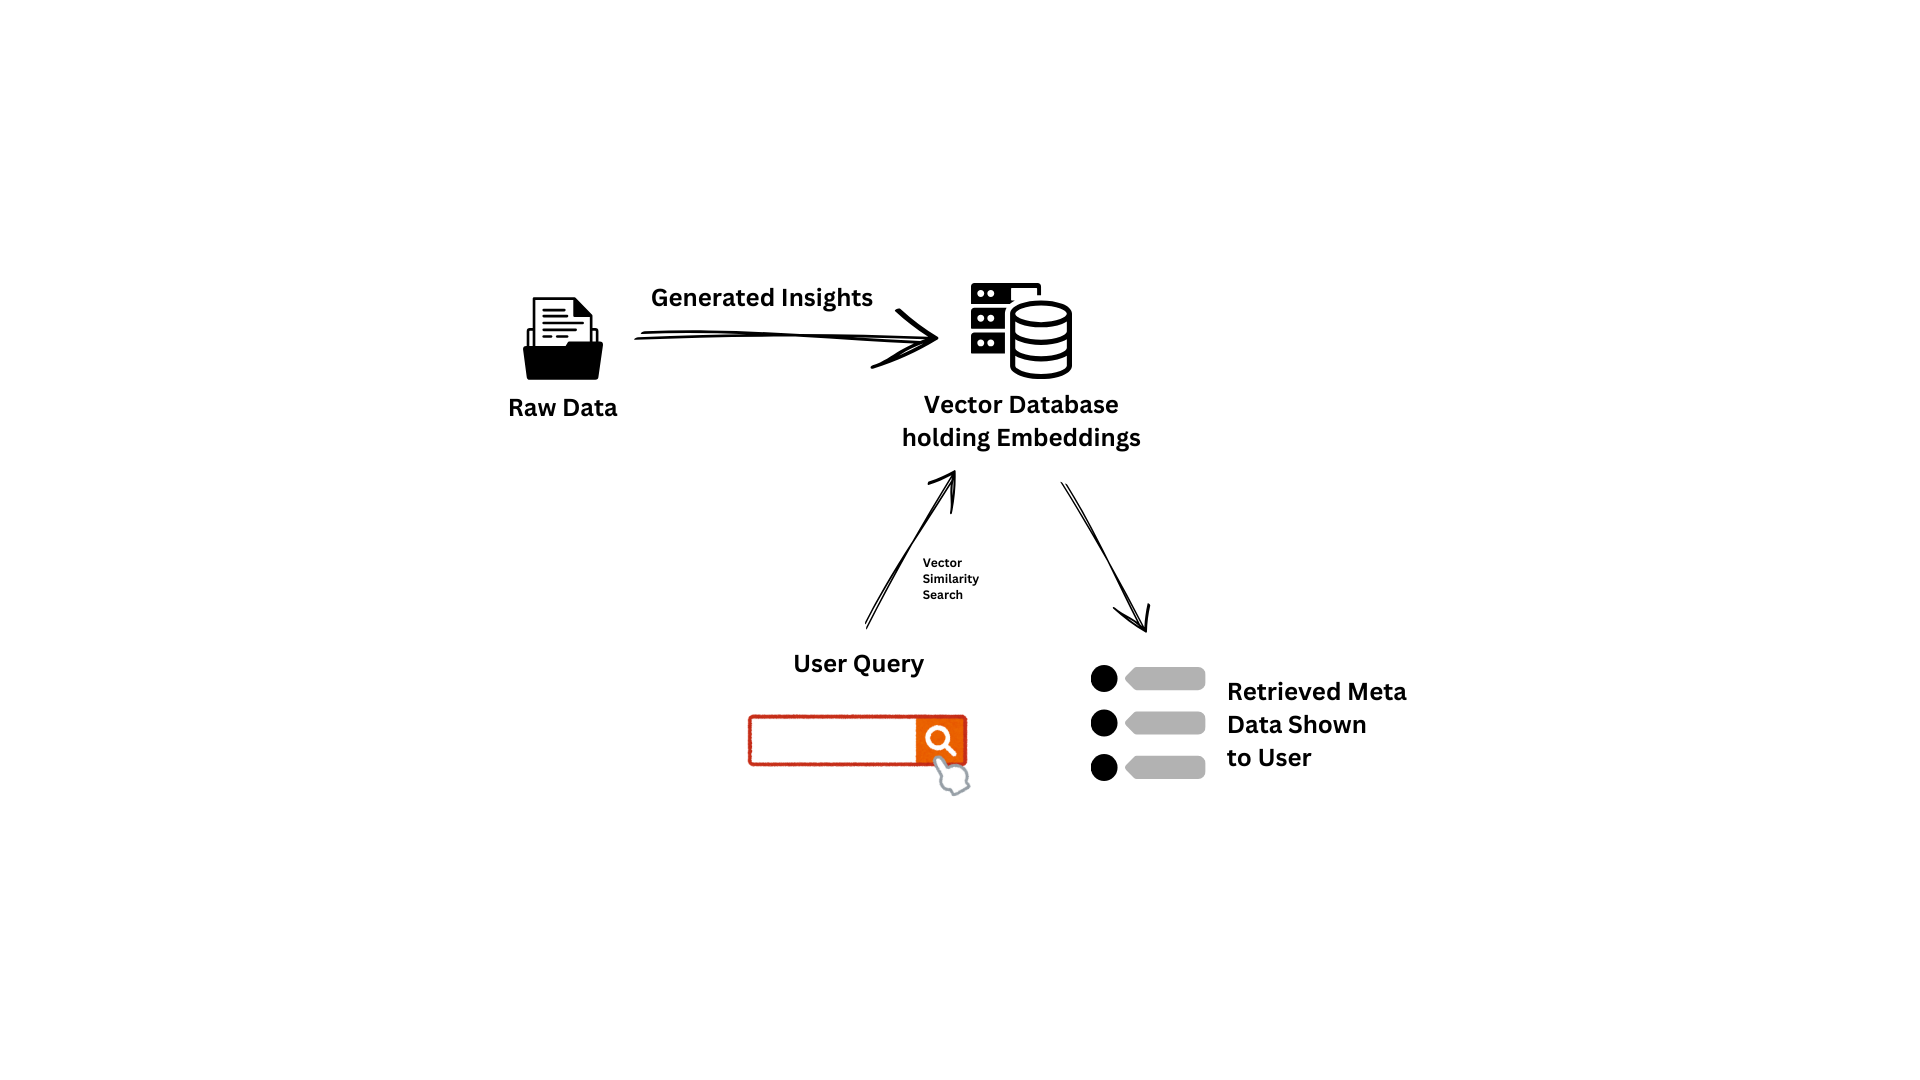 Generated Insights
Raw Data
Vector Database
holding Embeddings
Vector
Similarity
Search
User Query
Retrieved Meta
Data Shown
to User